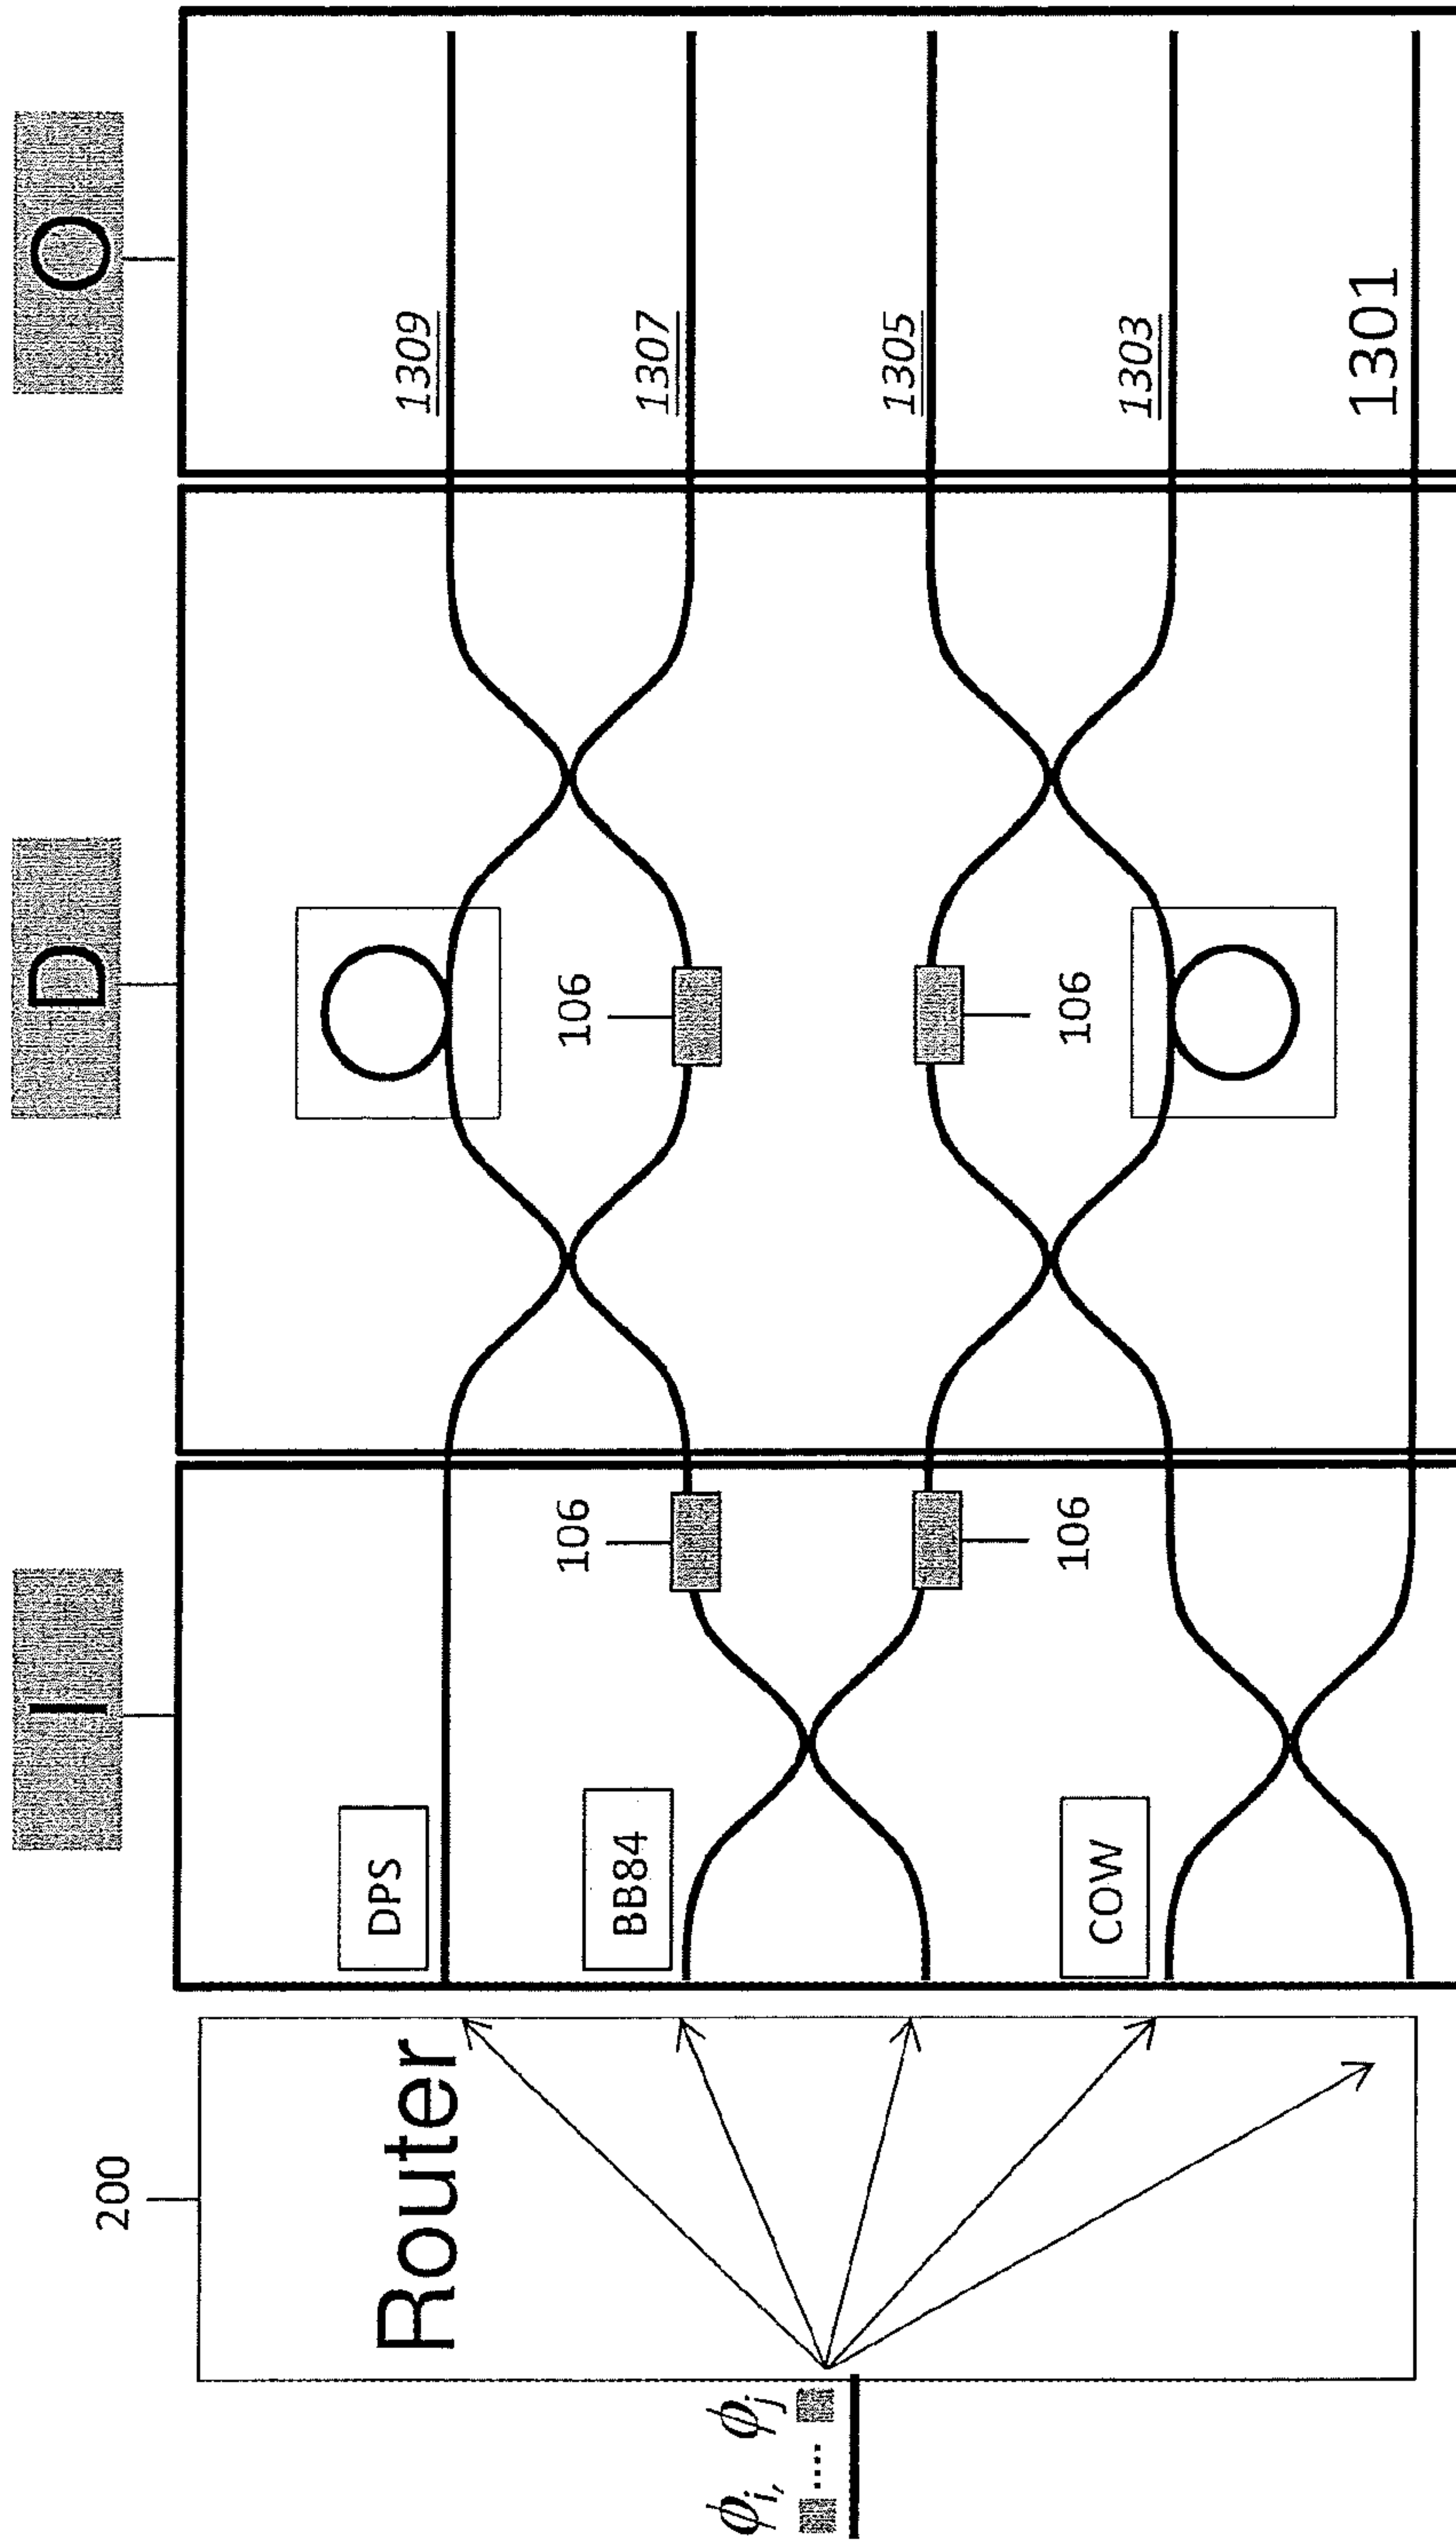 I
D
O
200
Router
ϕi, .... ϕj
DPS
BB84
COW
106
106
106
106
1309
1307
1305
1303
1301